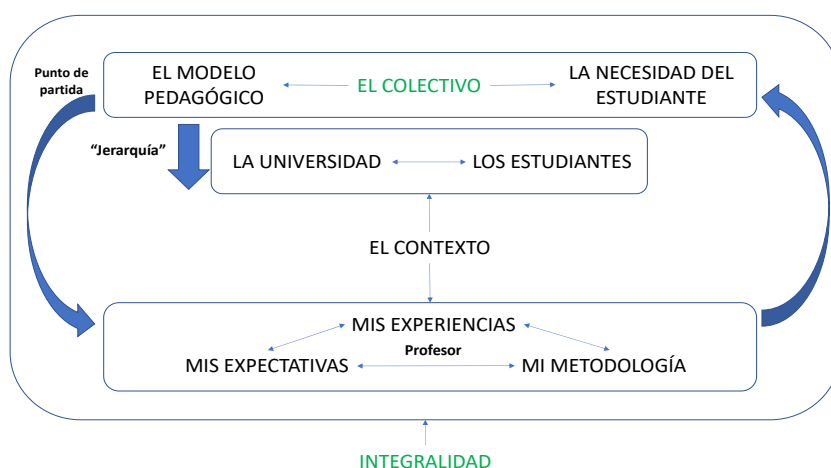 Punto de
partida
EL MODELO
PEDAGÓGICO
EL COLECTIVO
LA NECESIDAD DEL
ESTUDIANTE
“Jerarquía”
LA UNIVERSIDAD
LOS ESTUDIANTES
EL CONTEXTO
MIS EXPERIENCIAS
Profesor
MIS EXPECTATIVAS
MI METODOLOGÍA
INTEGRALIDAD